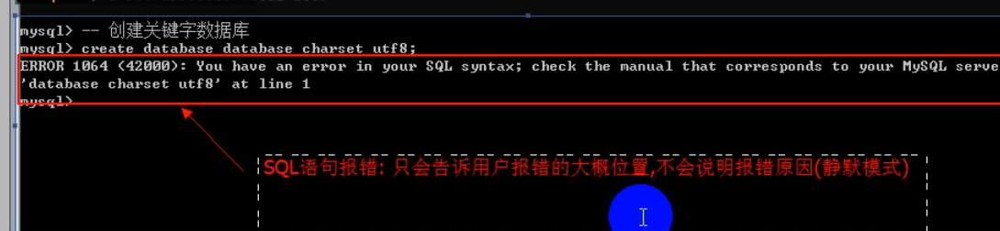 mysql> -- 创建关键字数据库
mysql> create database database charset utf8;
ERROR 1064 (42000): You have an error in your SQL syntax; check the manual that corresponds to your MySQL serve
'database charset utf8' at line 1
mysql>
SQL语句报错: 只会告诉用户报错的大概位置,不会说明报错原因(静默模式)